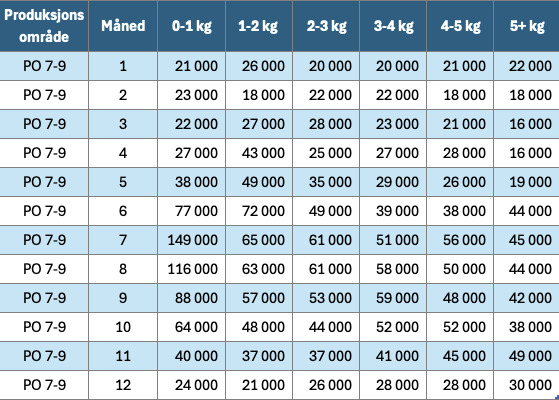 Produksjons område Måned 0-1 kg 1-2 kg 2-3 kg 3-4 kg 4-5 kg 5+ kg
PO 7-9 1 21 000 26 000 20 000 20 000 21 000 22 000
PO 7-9 2 23 000 18 000 22 000 22 000 18 000 18 000
PO 7-9 3 22 000 27 000 28 000 23 000 21 000 16 000
PO 7-9 4 27 000 43 000 25 000 27 000 28 000 16 000
PO 7-9 5 38 000 49 000 35 000 29 000 26 000 19 000
PO 7-9 6 77 000 72 000 49 000 39 000 38 000 44 000
PO 7-9 7 149 000 65 000 61 000 51 000 56 000 45 000
PO 7-9 8 116 000 63 000 61 000 58 000 50 000 44 000
PO 7-9 9 88 000 57 000 53 000 59 000 48 000 42 000
PO 7-9 10 64 000 48 000 44 000 52 000 52 000 38 000
PO 7-9 11 40 000 37 000 37 000 41 000 45 000 49 000
PO 7-9 12 24 000 21 000 26 000 28 000 28 000 30 000